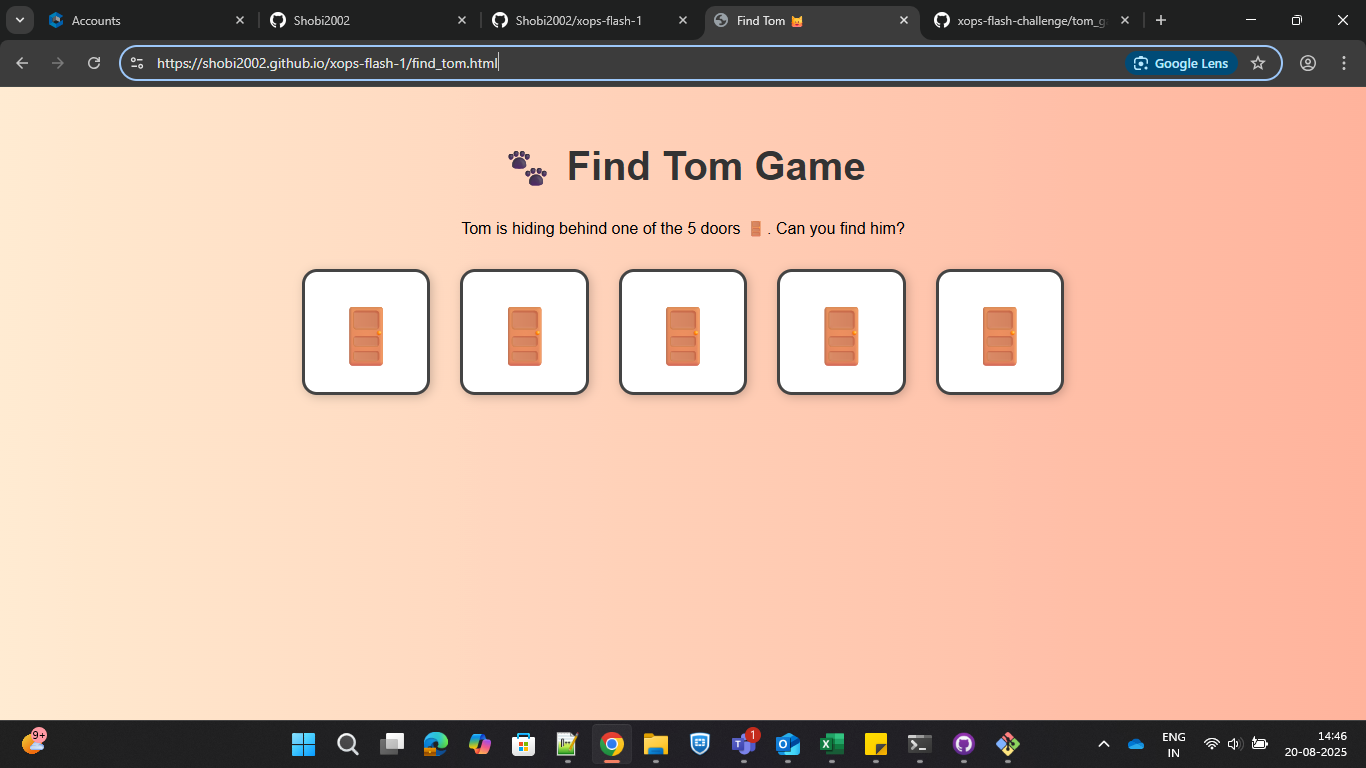 Accounts
Shobi2002
Shobi2002/xops-flash-1
Find Tom
xops-flash-challenge/tom_g
https://shobi2002.github.io/xops-flash-1/find_tom.html
Google Lens
Find Tom Game
Tom is hiding behind one of the 5 doors . Can you find him?
9+
1
ENG
IN
14:46
20-08-2025